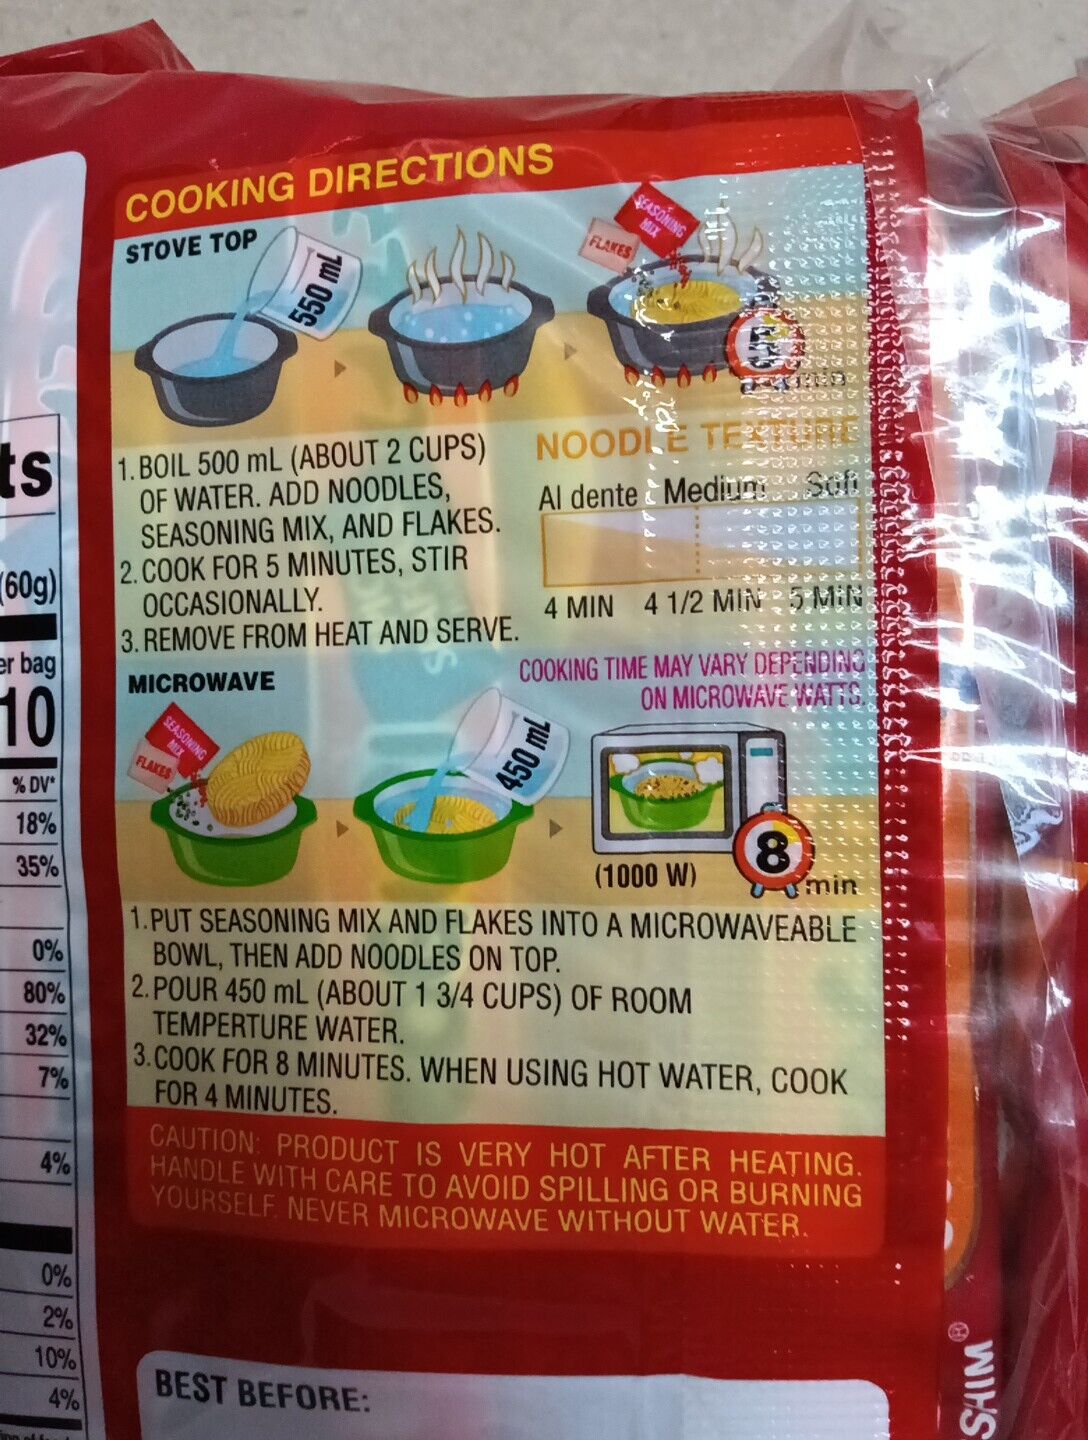 COOKING DIRECTIONS
STOVE TOP
550 mL
FLAKES
SEASONING
MIX
1. BOIL 500 mL (ABOUT 2 CUPS)
OF WATER. ADD NOODLES,
SEASONING MIX, AND FLAKES.
2. COOK FOR 5 MINUTES, STIR
OCCASIONALLY.
3. REMOVE FROM HEAT AND SERVE.
NOODLE TEXTURE
Al dente Medium Soft
4 MIN 4 1/2 MIN 5 MIN
MICROWAVE
COOKING TIME MAY VARY DEPENDING
ON MICROWAVE WATTS.
SEASONING
MIX
FLAKES
450 mL
(1000 W)
8
min
1. PUT SEASONING MIX AND FLAKES INTO A MICROWAVEABLE
BOWL, THEN ADD NOODLES ON TOP.
2. POUR 450 mL (ABOUT 1 3/4 CUPS) OF ROOM
TEMPERTURE WATER.
3. COOK FOR 8 MINUTES. WHEN USING HOT WATER, COOK
FOR 4 MINUTES.
CAUTION: PRODUCT IS VERY HOT AFTER HEATING.
HANDLE WITH CARE TO AVOID SPILLING OR BURNING
YOURSELF. NEVER MICROWAVE WITHOUT WATER.
BEST BEFORE:
ts
(60g)
er bag
10
% DV*
18%
35%
0%
80%
32%
7%
4%
0%
2%
10%
4%
SHIM®